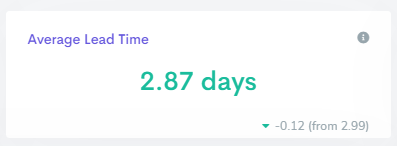 Average Lead Time
2.87 days
-0.12 (from 2.99)